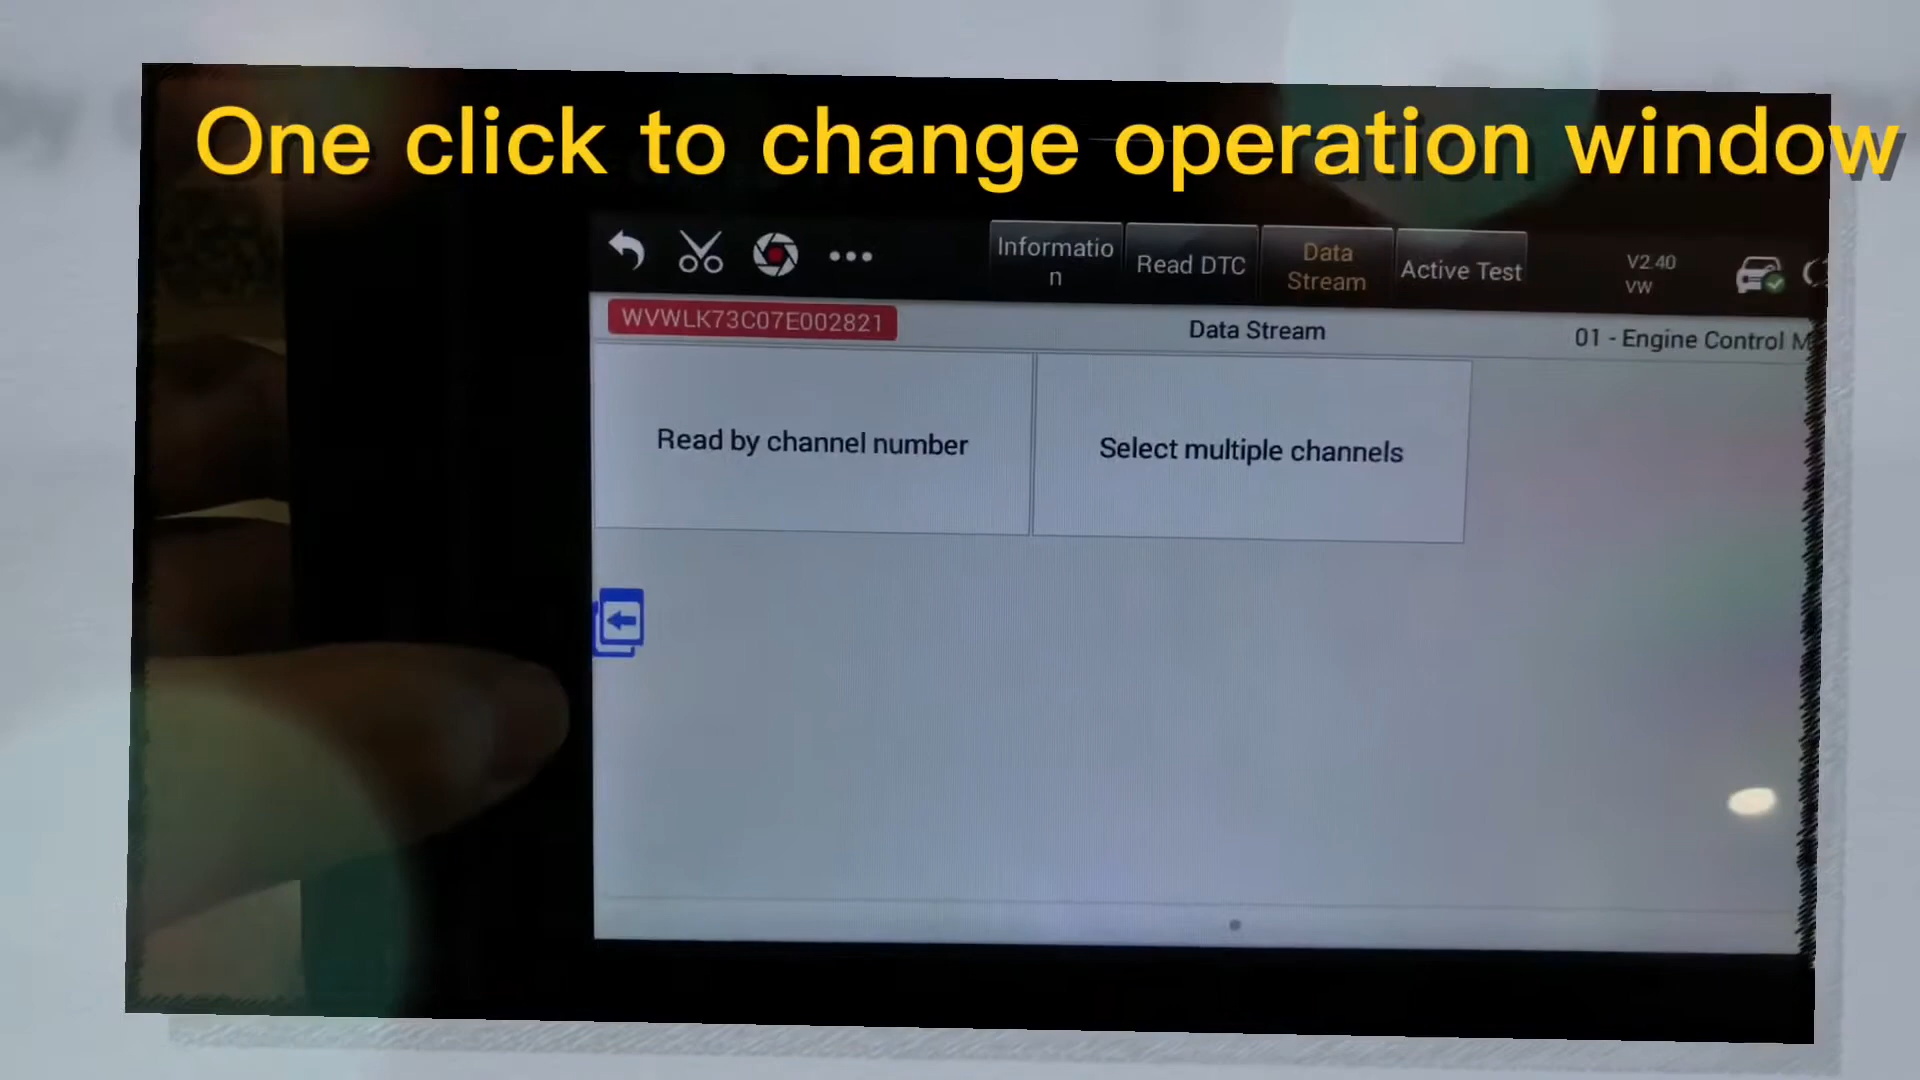 One click to change operation window
Informatio
n
Read DTC
Data
Stream
Active Test
V2.40
VW
WVWLK73C07E002821
Data Stream
01 - Engine Control M
Read by channel number
Select multiple channels